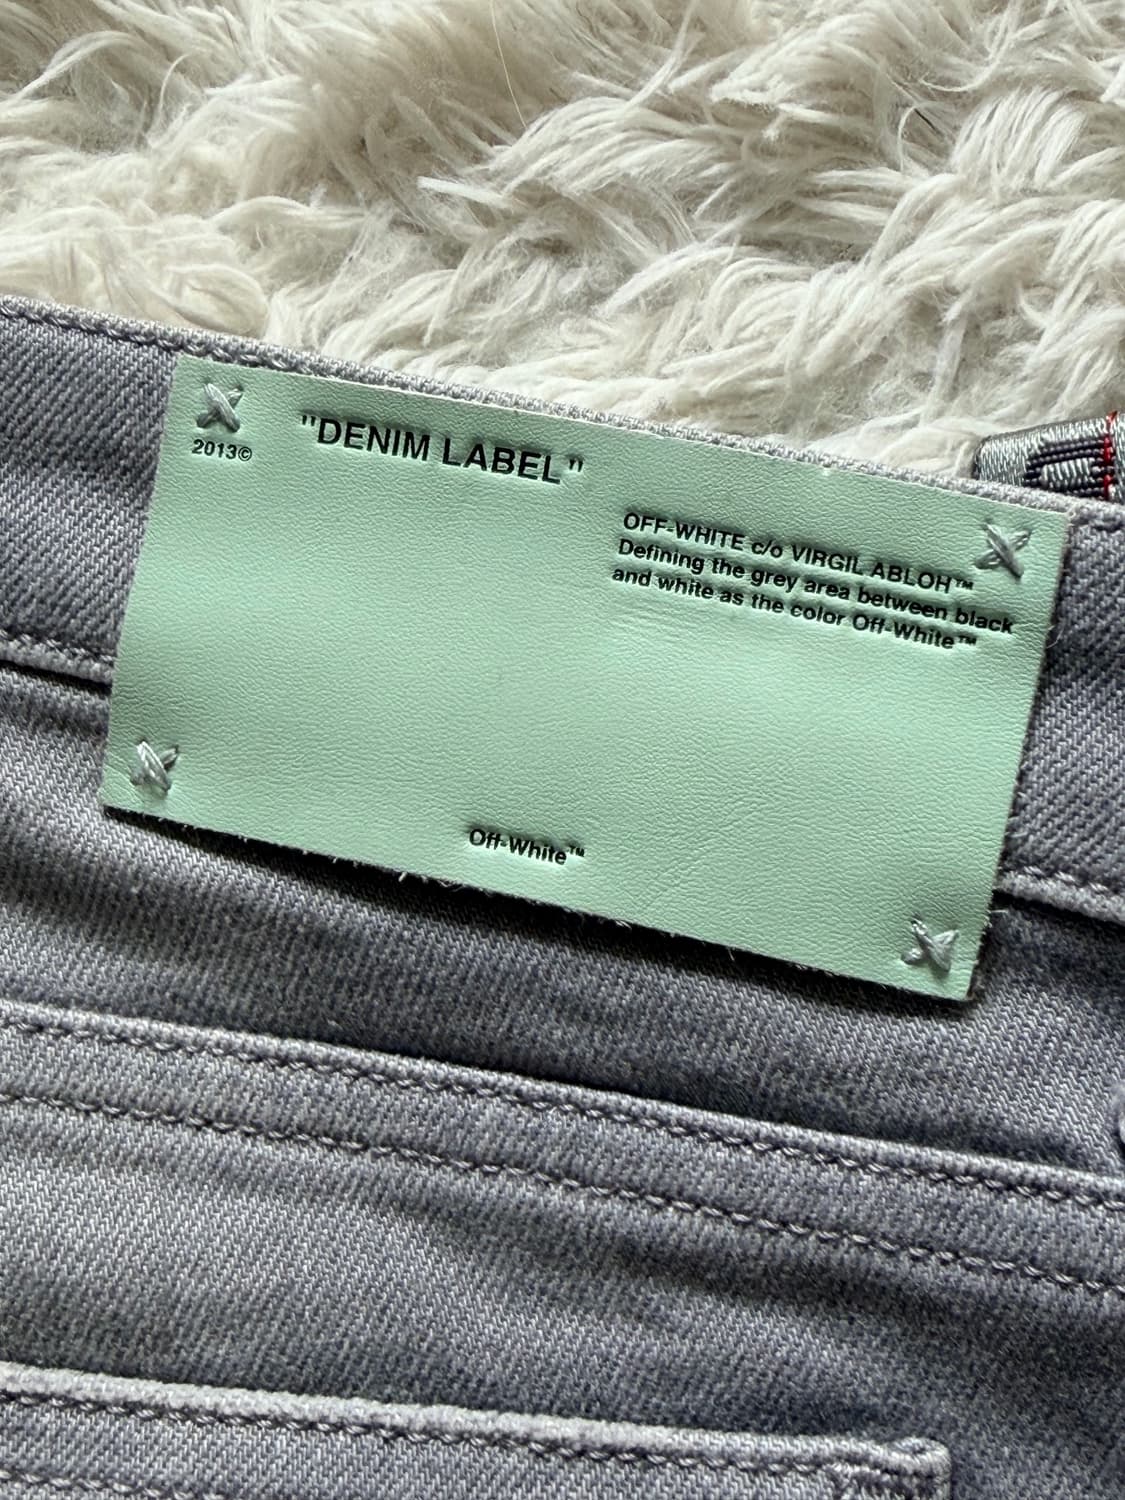 "DENIM LABEL"
2013©
OFF-WHITE c/o VIRGIL ABLOH™
Defining the grey area between black
and white as the color Off-White™
Off-White™